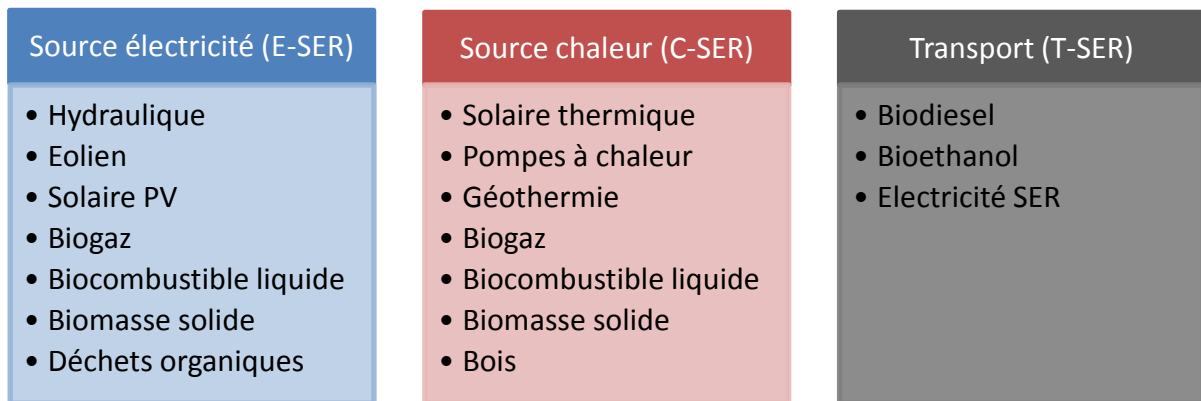 Source électricité (E-SER)
• Hydraulique
• Eolien
• Solaire PV
• Biogaz
• Biocombustible liquide
• Biomasse solide
• Déchets organiques
Source chaleur (C-SER)
• Solaire thermique
• Pompes à chaleur
• Géothermie
• Biogaz
• Biocombustible liquide
• Biomasse solide
• Bois
Transport (T-SER)
• Biodiesel
• Bioethanol
• Electricité SER